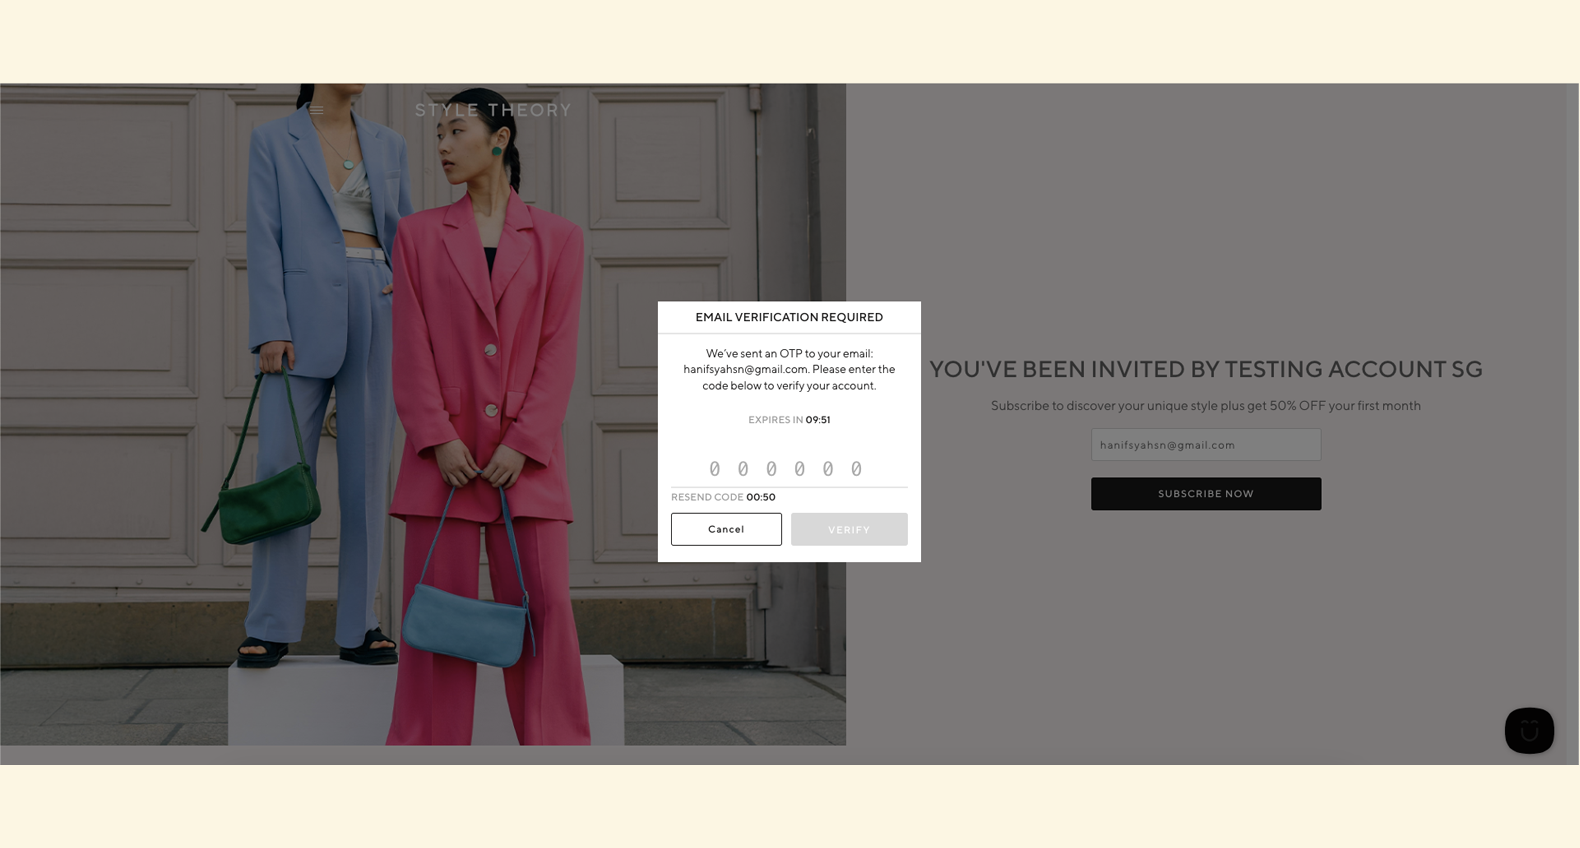 STYLE THEORY
EMAIL VERIFICATION REQUIRED
We've sent an OTP to your email:
hanifsyahsn@gmail.com. Please enter the
code below to verify your account.
EXPIRES IN 09:51
0 0 0 0 0 0
RESEND CODE 00:50
Cancel
VERIFY
YOU'VE BEEN INVITED BY TESTING ACCOUNT SG
Subscribe to discover your unique style plus get 50% OFF your first month
hanifsyahsn@gmail.com
SUBSCRIBE NOW